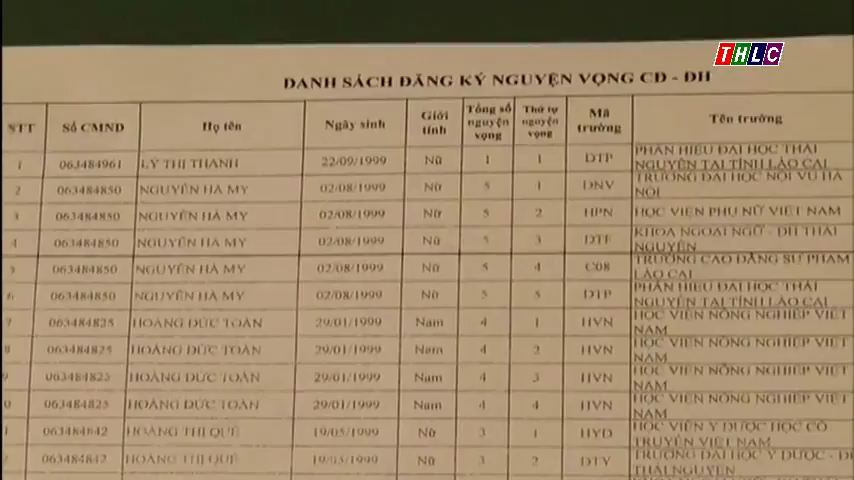 THLC
DANH SÁCH ĐĂNG KÝ NGUYỆN VỌNG CĐ - ĐH
STT Số CMND Họ tên Ngày sinh Giới tính Tổng số nguyện vọng Thứ tự nguyện vọng Mã trường Tên trường
1 063484961 LÝ THỊ THANH 22/09/1999 Nữ 1 1 DTP PHÂN HIỆU ĐẠI HỌC THÁI NGUYÊN TẠI TỈNH LÀO CAI
2 063484850 NGUYỄN HÀ MY 02/08/1999 Nữ 5 1 DNV TRƯỜNG ĐẠI HỌC NỘI VỤ HÀ NỘI
3 063484850 NGUYỄN HÀ MY 02/08/1999 Nữ 5 2 HPN HỌC VIỆN PHỤ NỮ VIỆT NAM
4 063484850 NGUYỄN HÀ MY 02/08/1999 Nữ 5 3 DTF KHOA NGOẠI NGỮ - ĐH THÁI NGUYÊN
5 063484850 NGUYỄN HÀ MY 02/08/1999 Nữ 5 4 C08 TRƯỜNG CAO ĐẲNG SƯ PHẠM LÀO CAI
6 063484850 NGUYỄN HÀ MY 02/08/1999 Nữ 5 5 DTP PHÂN HIỆU ĐẠI HỌC THÁI NGUYÊN TẠI TỈNH LÀO CAI
7 063484825 HOÀNG ĐỨC TOÀN 29/01/1999 Nam 4 1 HVN HỌC VIỆN NÔNG NGHIỆP VIỆT NAM
8 063484825 HOÀNG ĐỨC TOÀN 29/01/1999 Nam 4 2 HVN HỌC VIỆN NÔNG NGHIỆP VIỆT NAM
9 063484825 HOÀNG ĐỨC TOÀN 29/01/1999 Nam 4 3 HVN HỌC VIỆN NÔNG NGHIỆP VIỆT NAM
0 063484825 HOÀNG ĐỨC TOÀN 29/01/1999 Nam 4 4 HVN HỌC VIỆN NÔNG NGHIỆP VIỆT NAM
1 063484842 HOÀNG THỊ QUẾ 19/05/1999 Nữ 3 1 HYD HỌC VIỆN Y DƯỢC HỌC CỔ TRUYỀN VIỆT NAM
2 063484842 HOÀNG THỊ QUẾ 19/05/1999 Nữ 3 2 DTY TRƯỜNG ĐẠI HỌC Y DƯỢC - ĐH THÁI NGUYÊN